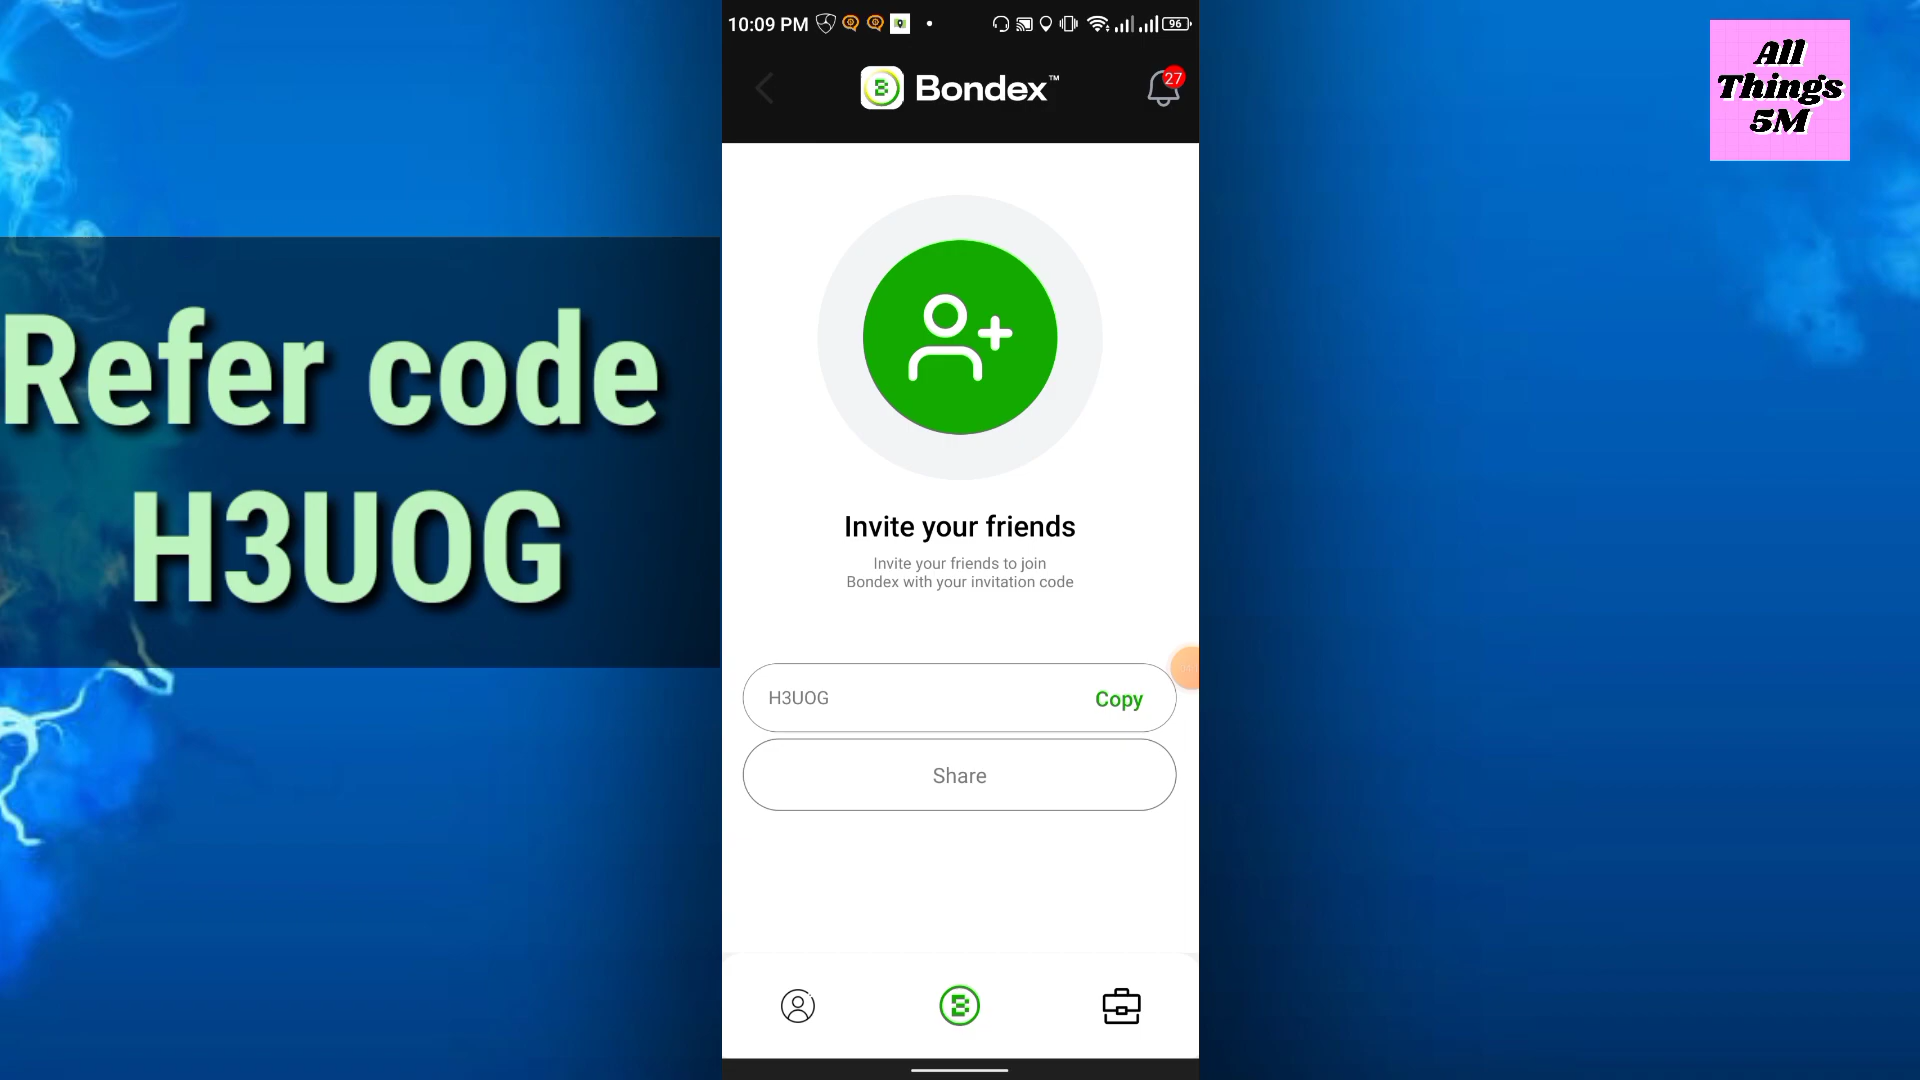 10:09 PM
96
Bondex™
27
All
Things
5M
Refer code
H3UOG
Invite your friends
Invite your friends to join
Bondex with your invitation code
H3UOG
Copy
Share